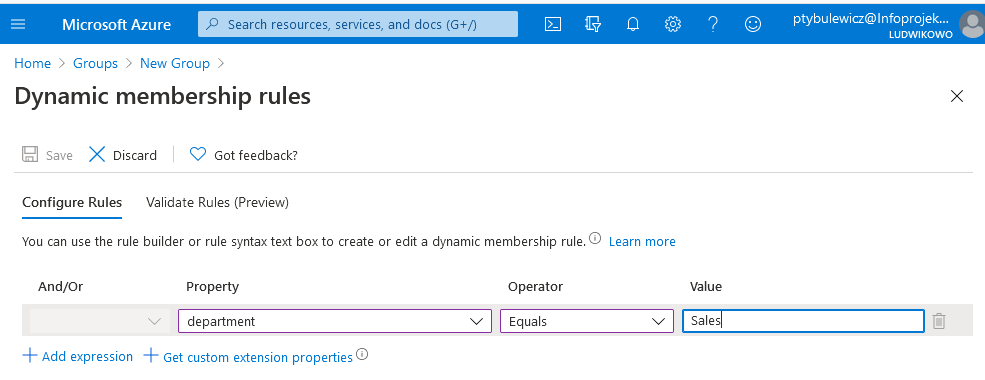 Microsoft Azure
Search resources, services, and docs (G+/)
ptybulewicz@Infoprojek...
LUDWIKOWO
Home > Groups > New Group >
Dynamic membership rules
Save Discard Got feedback?
Configure Rules Validate Rules (Preview)
You can use the rule builder or rule syntax text box to create or edit a dynamic membership rule. Learn more
And/Or Property Operator Value
department Equals Sales
Add expression Get custom extension properties